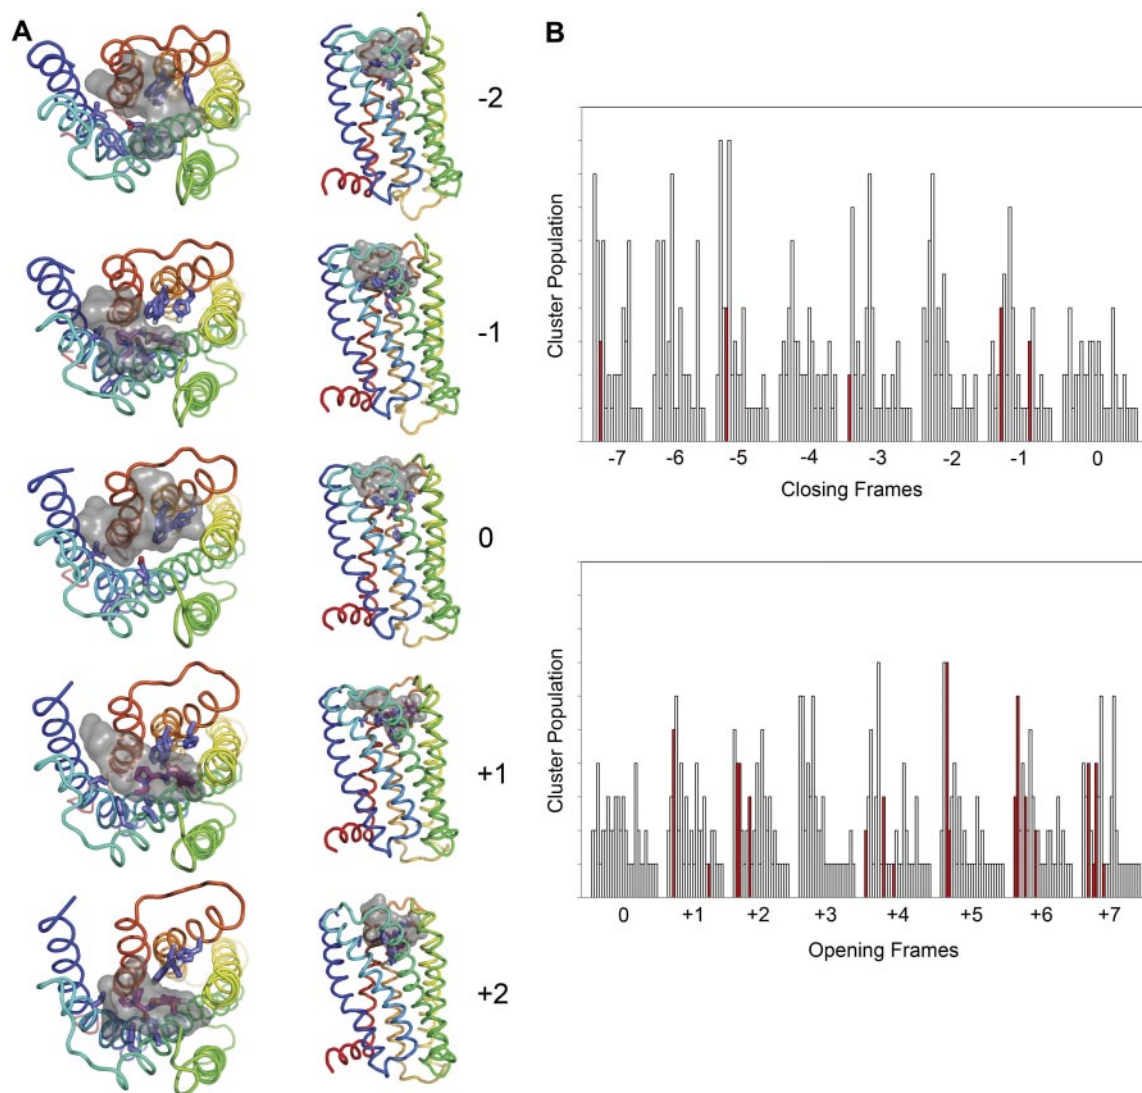 A
B
-2
-1
0
+1
+2
Cluster Population
-7 -6 -5 -4 -3 -2 -1 0
Closing Frames
Cluster Population
0 +1 +2 +3 +4 +5 +6 +7
Opening Frames